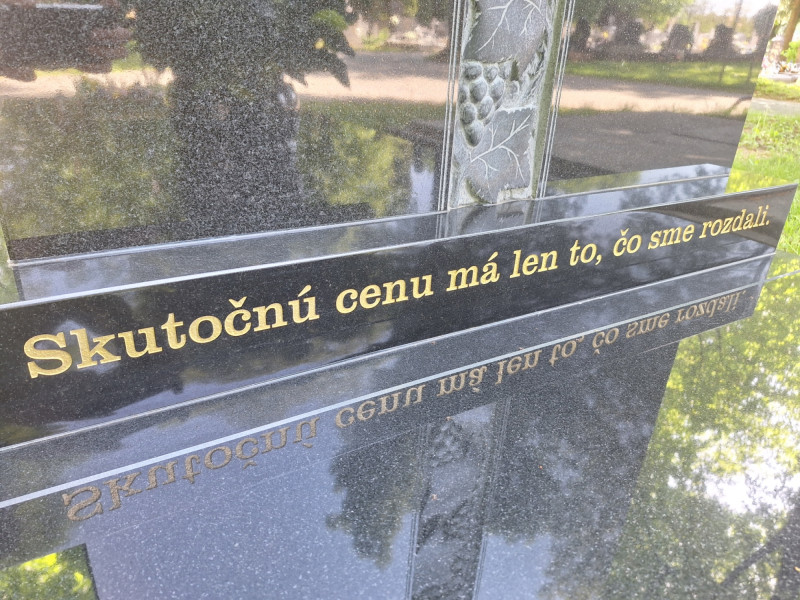 Skutočnú cenu má len to, čo sme rozdali.